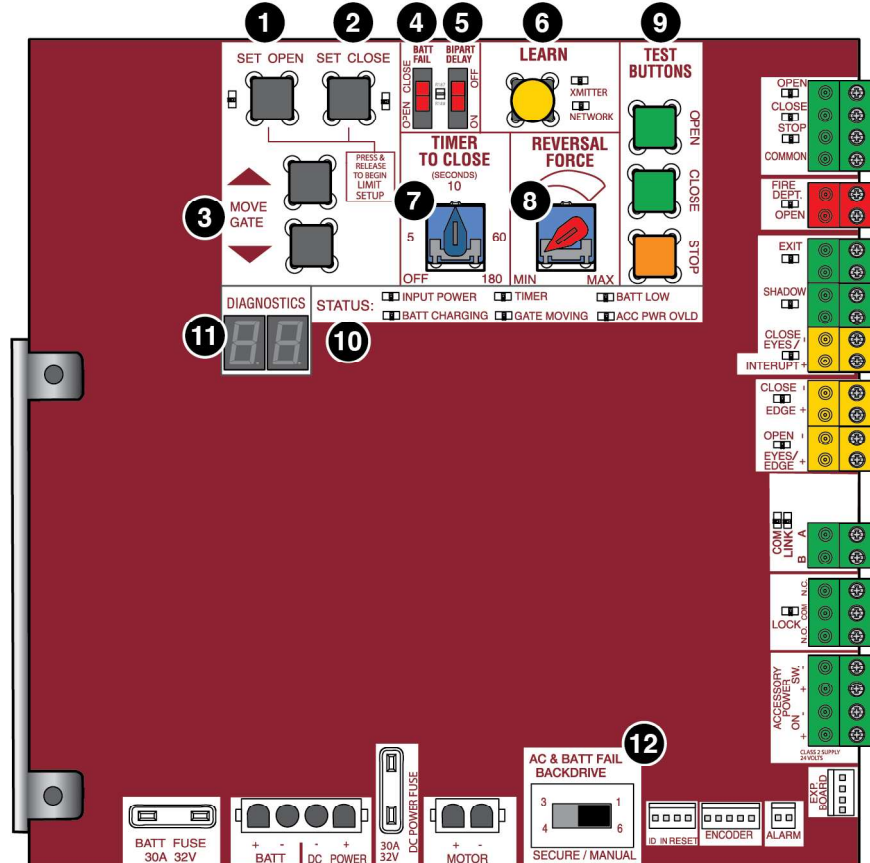 1
2
4
5
6
9
SET OPEN
SET CLOSE
BATT
FAIL
BIPART
DELAY
OPEN CLOSE
ON OFF
LEARN
XMITTER
NETWORK
TEST
BUTTONS
OPEN
CLOSE
STOP
PRESS &
RELEASE
TO BEGIN
LIMIT
SETUP
3
MOVE
GATE
TIMER
TO CLOSE
(SECONDS)
10
7
5
60
OFF
180
REVERSAL
FORCE
8
MIN
MAX
DIAGNOSTICS
11
8.8.
STATUS:
10
INPUT POWER
TIMER
BATT LOW
BATT CHARGING
GATE MOVING
ACC PWR OVLD
OPEN
CLOSE
STOP
COMMON
FIRE
DEPT.
OPEN
EXIT
SHADOW
CLOSE
EYES/ -
INTERUPT +
CLOSE -
EDGE +
OPEN -
EYES/
EDGE +
COM
LINK
A
B
LOCK
N.C.
COM
N.O.
ACCESSORY
POWER
SW.
ON
- + - +
CLASS 2 SUPPLY
24 VOLTS
EXP.
BOARD
12
AC & BATT FAIL
BACKDRIVE
3
1
4
6
SECURE / MANUAL
BATT FUSE
30A 32V
+ - - +
BATT
DC POWER
DC POWER FUSE
30A
32V
+ -
MOTOR
ID IN RESET
ENCODER
ALARM